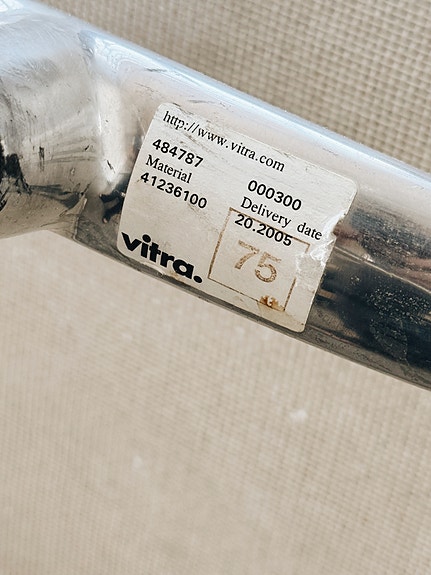 http://www.vitra.com
484787 000300
Material Delivery date
41236100 20.2005
75
vitra.